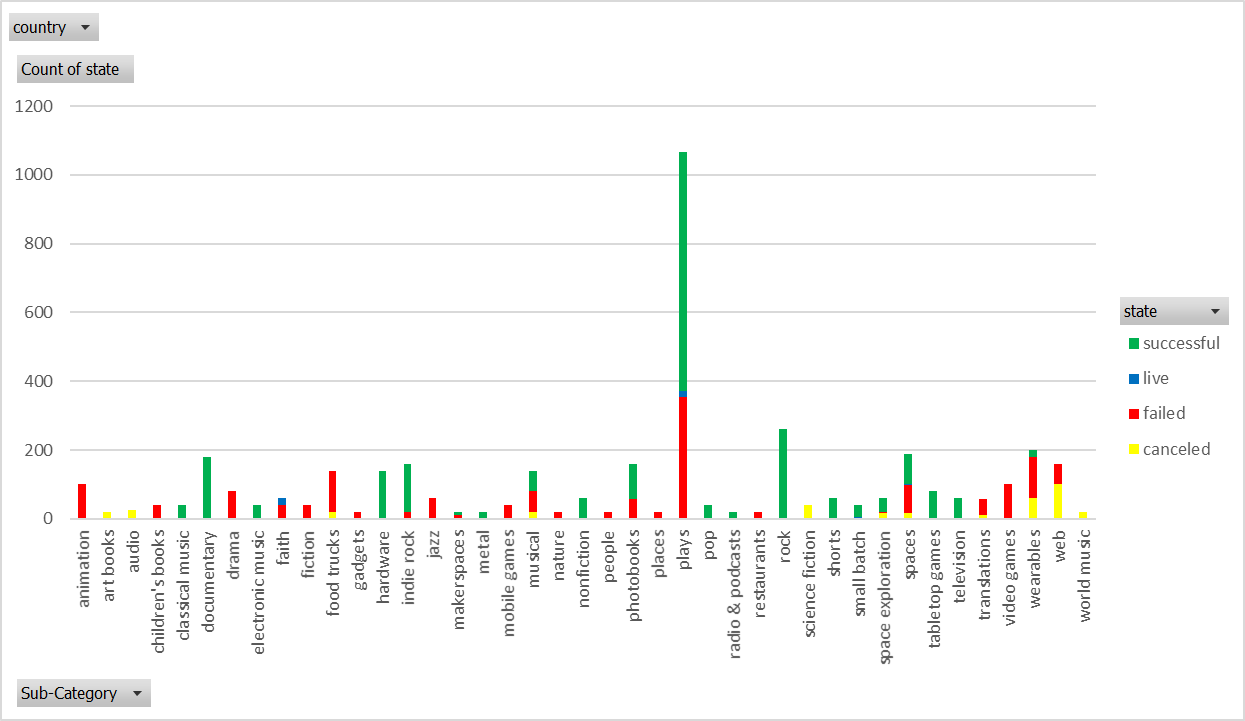 country
Count of state
1200
1000
800
600
400
200
0
animation
art books
audio
children's books
classical music
documentary
drama
electronic music
faith
fiction
food trucks
gadgets
hardware
indie rock
jazz
makerspaces
metal
mobile games
musical
nature
nonfiction
people
photobooks
places
plays
pop
radio & podcasts
restaurants
rock
science fiction
shorts
small batch
space exploration
spaces
tabletop games
television
translations
video games
wearables
web
world music
state
successful
live
failed
canceled
Sub-Category